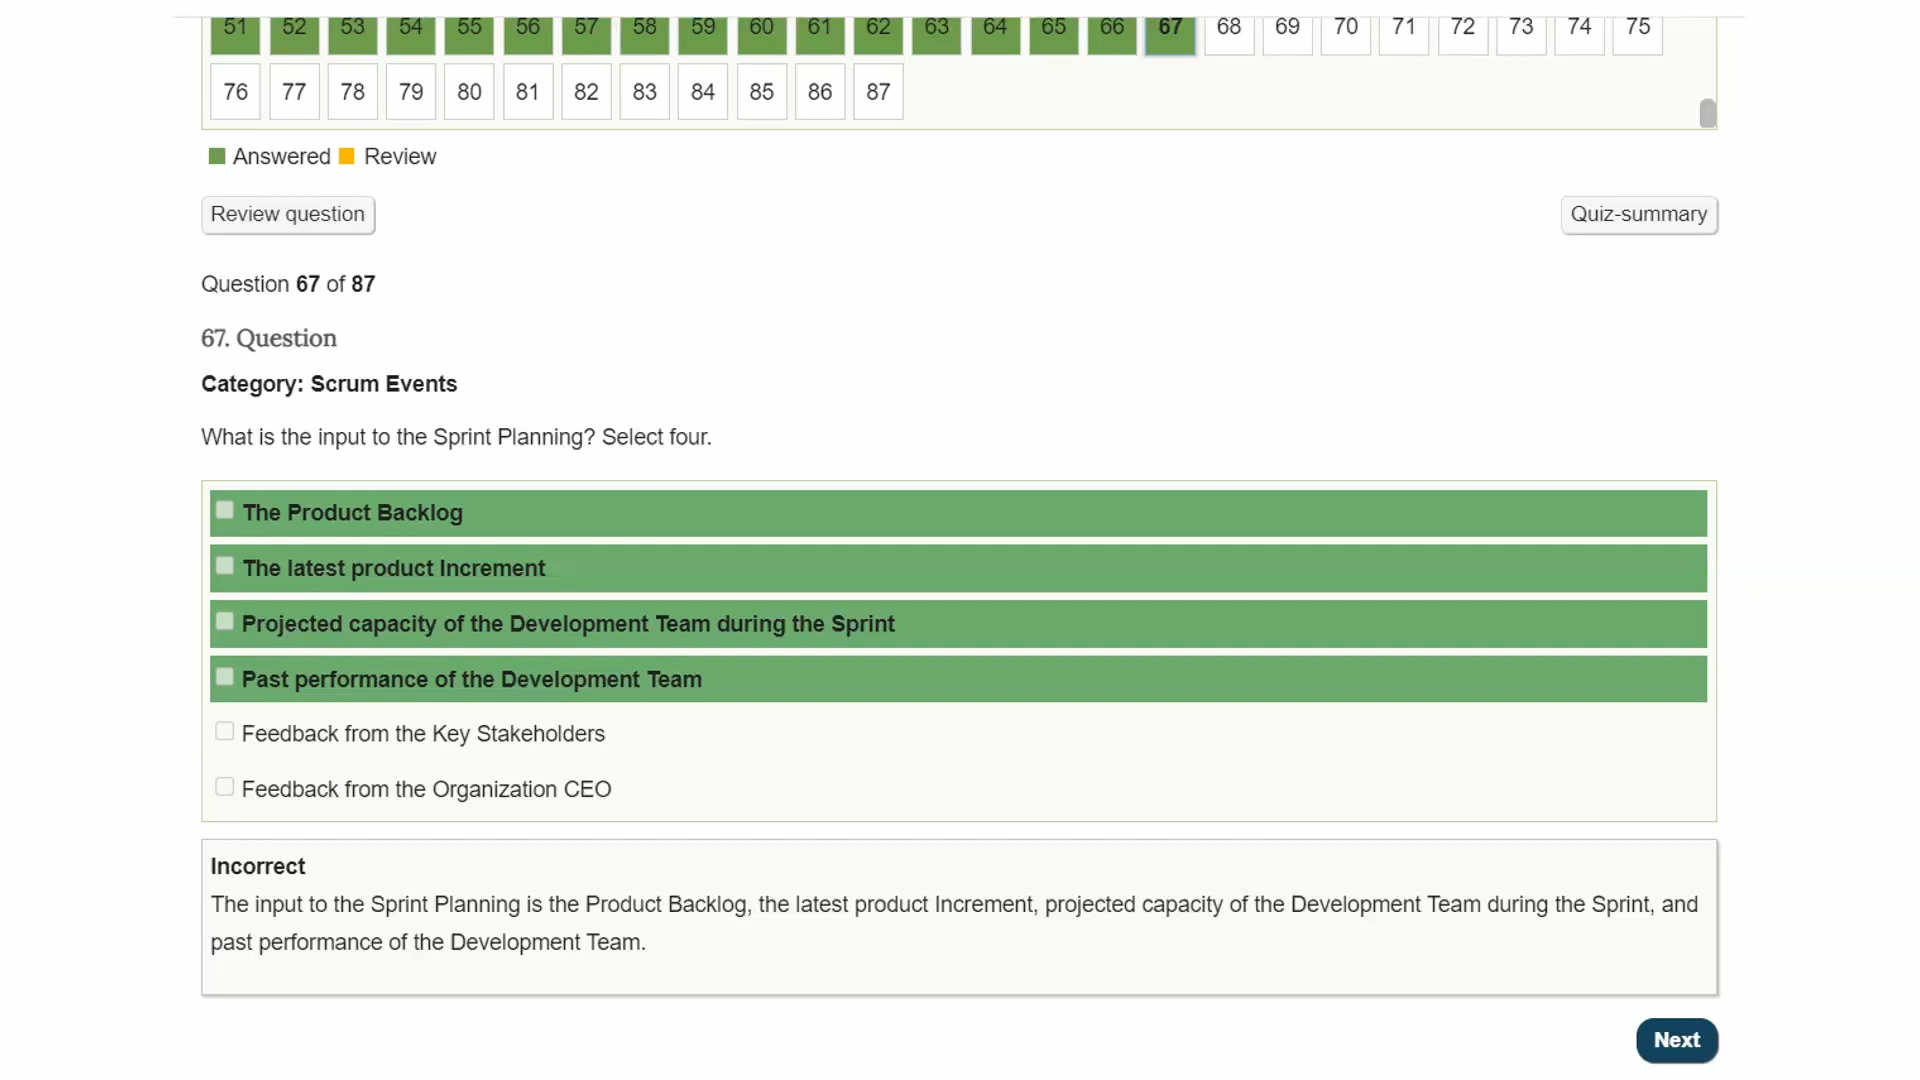 51 52 53 54 55 56 57 58 59 60 61 62 63 64 65 66 67 68 69 70 71 72 73 74 75
76 77 78 79 80 81 82 83 84 85 86 87
Answered Review
Review question Quiz-summary
Question 67 of 87
67. Question
Category: Scrum Events
What is the input to the Sprint Planning? Select four.
The Product Backlog
The latest product Increment
Projected capacity of the Development Team during the Sprint
Past performance of the Development Team
Feedback from the Key Stakeholders
Feedback from the Organization CEO
Incorrect
The input to the Sprint Planning is the Product Backlog, the latest product Increment, projected capacity of the Development Team during the Sprint, and
past performance of the Development Team.
Next